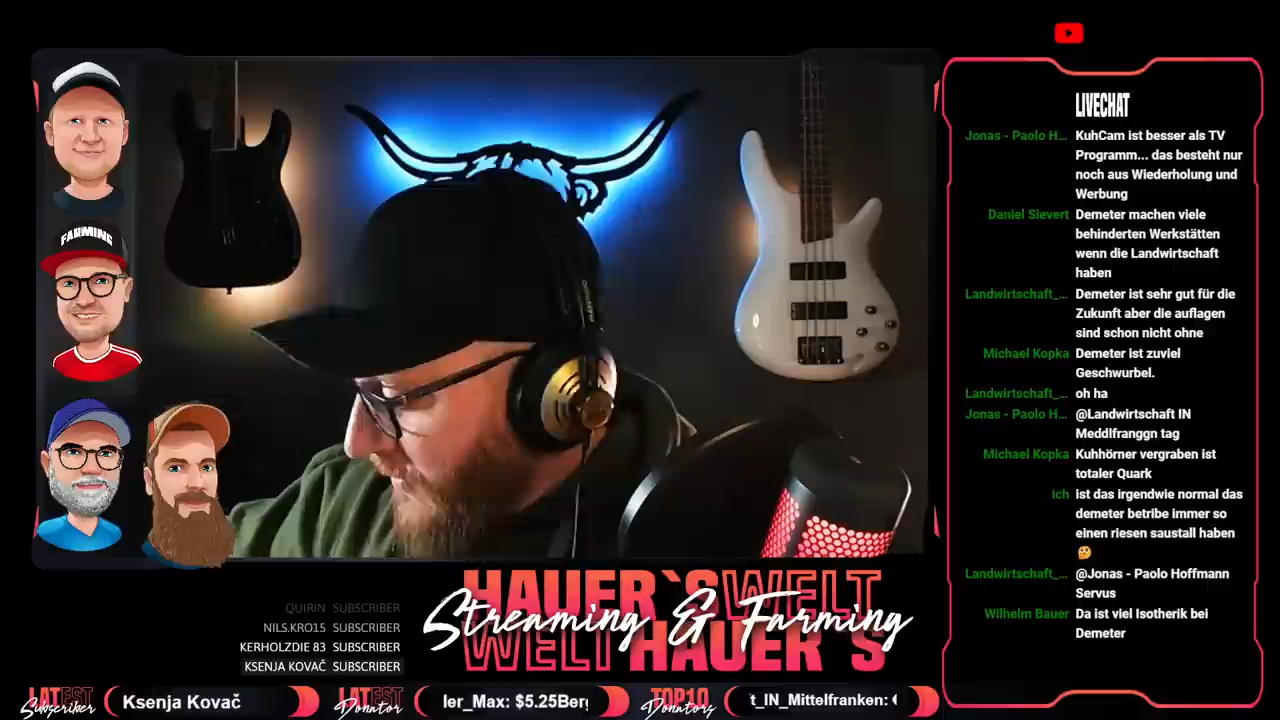 LIVECHAT
Jonas - Paolo H... KuhCam ist besser als TV
Programm... das besteht nur
noch aus Wiederholung und
Werbung
Daniel Sievert Demeter machen viele
behinderten Werkstätten
wenn die Landwirtschaft
haben
Landwirtschaft_... Demeter ist sehr gut für die
Zukunft aber die auflagen
sind schon nicht ohne
Michael Kopka Demeter ist zuviel
Geschwurbel.
Landwirtschaft_... oh ha
Jonas - Paolo H... @Landwirtschaft IN
Meddlfranggn tag
Michael Kopka Kuhhörner vergraben ist
totaler Quark
ich ist das irgendwie normal das
demeter betribe immer so
einen riesen saustall haben
🤔
Landwirtschaft_... @Jonas - Paolo Hoffmann
Servus
Wilhelm Bauer Da ist viel Isotherik bei
Demeter
FARMING
QUIRIN SUBSCRIBER
NILS.KRO15 SUBSCRIBER
KERHOLZDIE 83 SUBSCRIBER
KSENJA KOVAČ SUBSCRIBER
HAUER`S WELT
Streaming & Farming
WELT HAUER`S
LATEST Subscriber Ksenja Kovač
LATEST Donator ler_Max: $5.25Berg
TOP10 Donators t_IN_Mittelfranken: